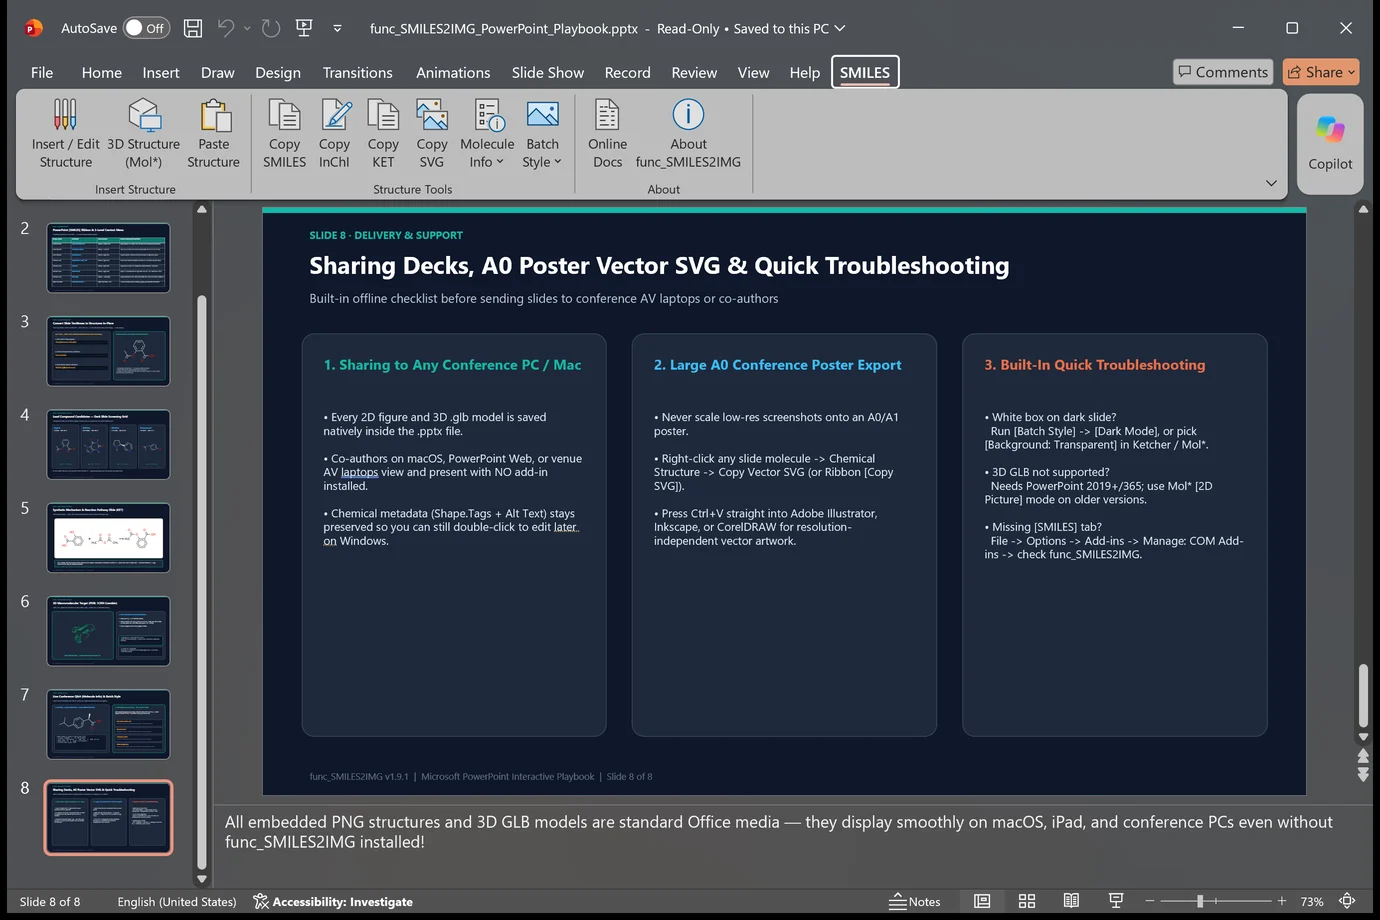 AutoSave Off func_SMILES2IMG_PowerPoint_Playbook.pptx - Read-Only • Saved to this PC
File Home Insert Draw Design Transitions Animations Slide Show Record Review View Help SMILES Comments Share
Insert / Edit Structure
3D Structure (Mol*)
Paste Structure
Copy SMILES
Copy InChI
Copy KET
Copy SVG
Molecule Info
Batch Style
Online Docs
About func_SMILES2IMG
Copilot
Insert Structure Structure Tools About
2
3
4
5
6
7
8
SLIDE 8 · DELIVERY & SUPPORT
Sharing Decks, A0 Poster Vector SVG & Quick Troubleshooting
Built-in offline checklist before sending slides to conference AV laptops or co-authors
1. Sharing to Any Conference PC / Mac
• Every 2D figure and 3D .glb model is saved
natively inside the .pptx file.
• Co-authors on macOS, PowerPoint Web, or venue
AV laptops view and present with NO add-in
installed.
• Chemical metadata (Shape.Tags + Alt Text) stays
preserved so you can still double-click to edit later
on Windows.
2. Large A0 Conference Poster Export
• Never scale low-res screenshots onto an A0/A1
poster.
• Right-click any slide molecule -> Chemical
Structure -> Copy Vector SVG (or Ribbon [Copy
SVG]).
• Press Ctrl+V straight into Adobe Illustrator,
Inkscape, or CorelDRAW for resolution-
independent vector artwork.
3. Built-In Quick Troubleshooting
• White box on dark slide?
Run [Batch Style] -> [Dark Mode], or pick
[Background: Transparent] in Ketcher / Mol*.
• 3D GLB not supported?
Needs PowerPoint 2019+/365; use Mol* [2D
Picture] mode on older versions.
• Missing [SMILES] tab?
File -> Options -> Add-ins -> Manage: COM Add-
ins -> check func_SMILES2IMG.
func_SMILES2IMG v1.9.1 | Microsoft PowerPoint Interactive Playbook | Slide 8 of 8
All embedded PNG structures and 3D GLB models are standard Office media — they display smoothly on macOS, iPad, and conference PCs even without
func_SMILES2IMG installed!
Slide 8 of 8 English (United States) Accessibility: Investigate Notes 73%